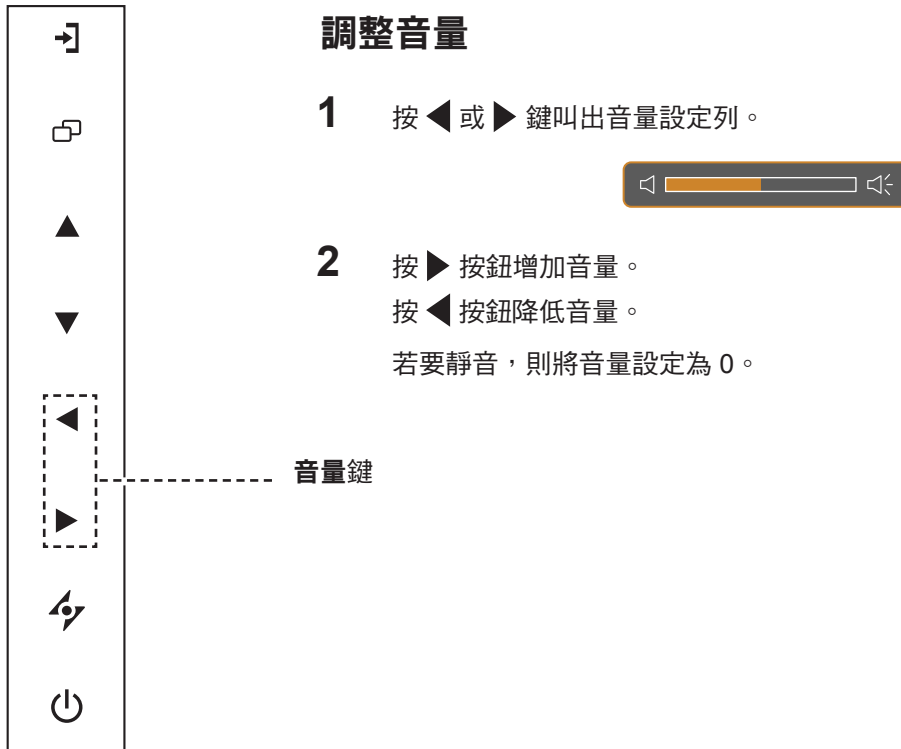 調整音量
1 按 ◀ 或 ▶ 鍵叫出音量設定列。
2 按 ▶ 按鈕增加音量。
按 ◀ 按鈕降低音量。
若要靜音，則將音量設定為 0。
音量鍵